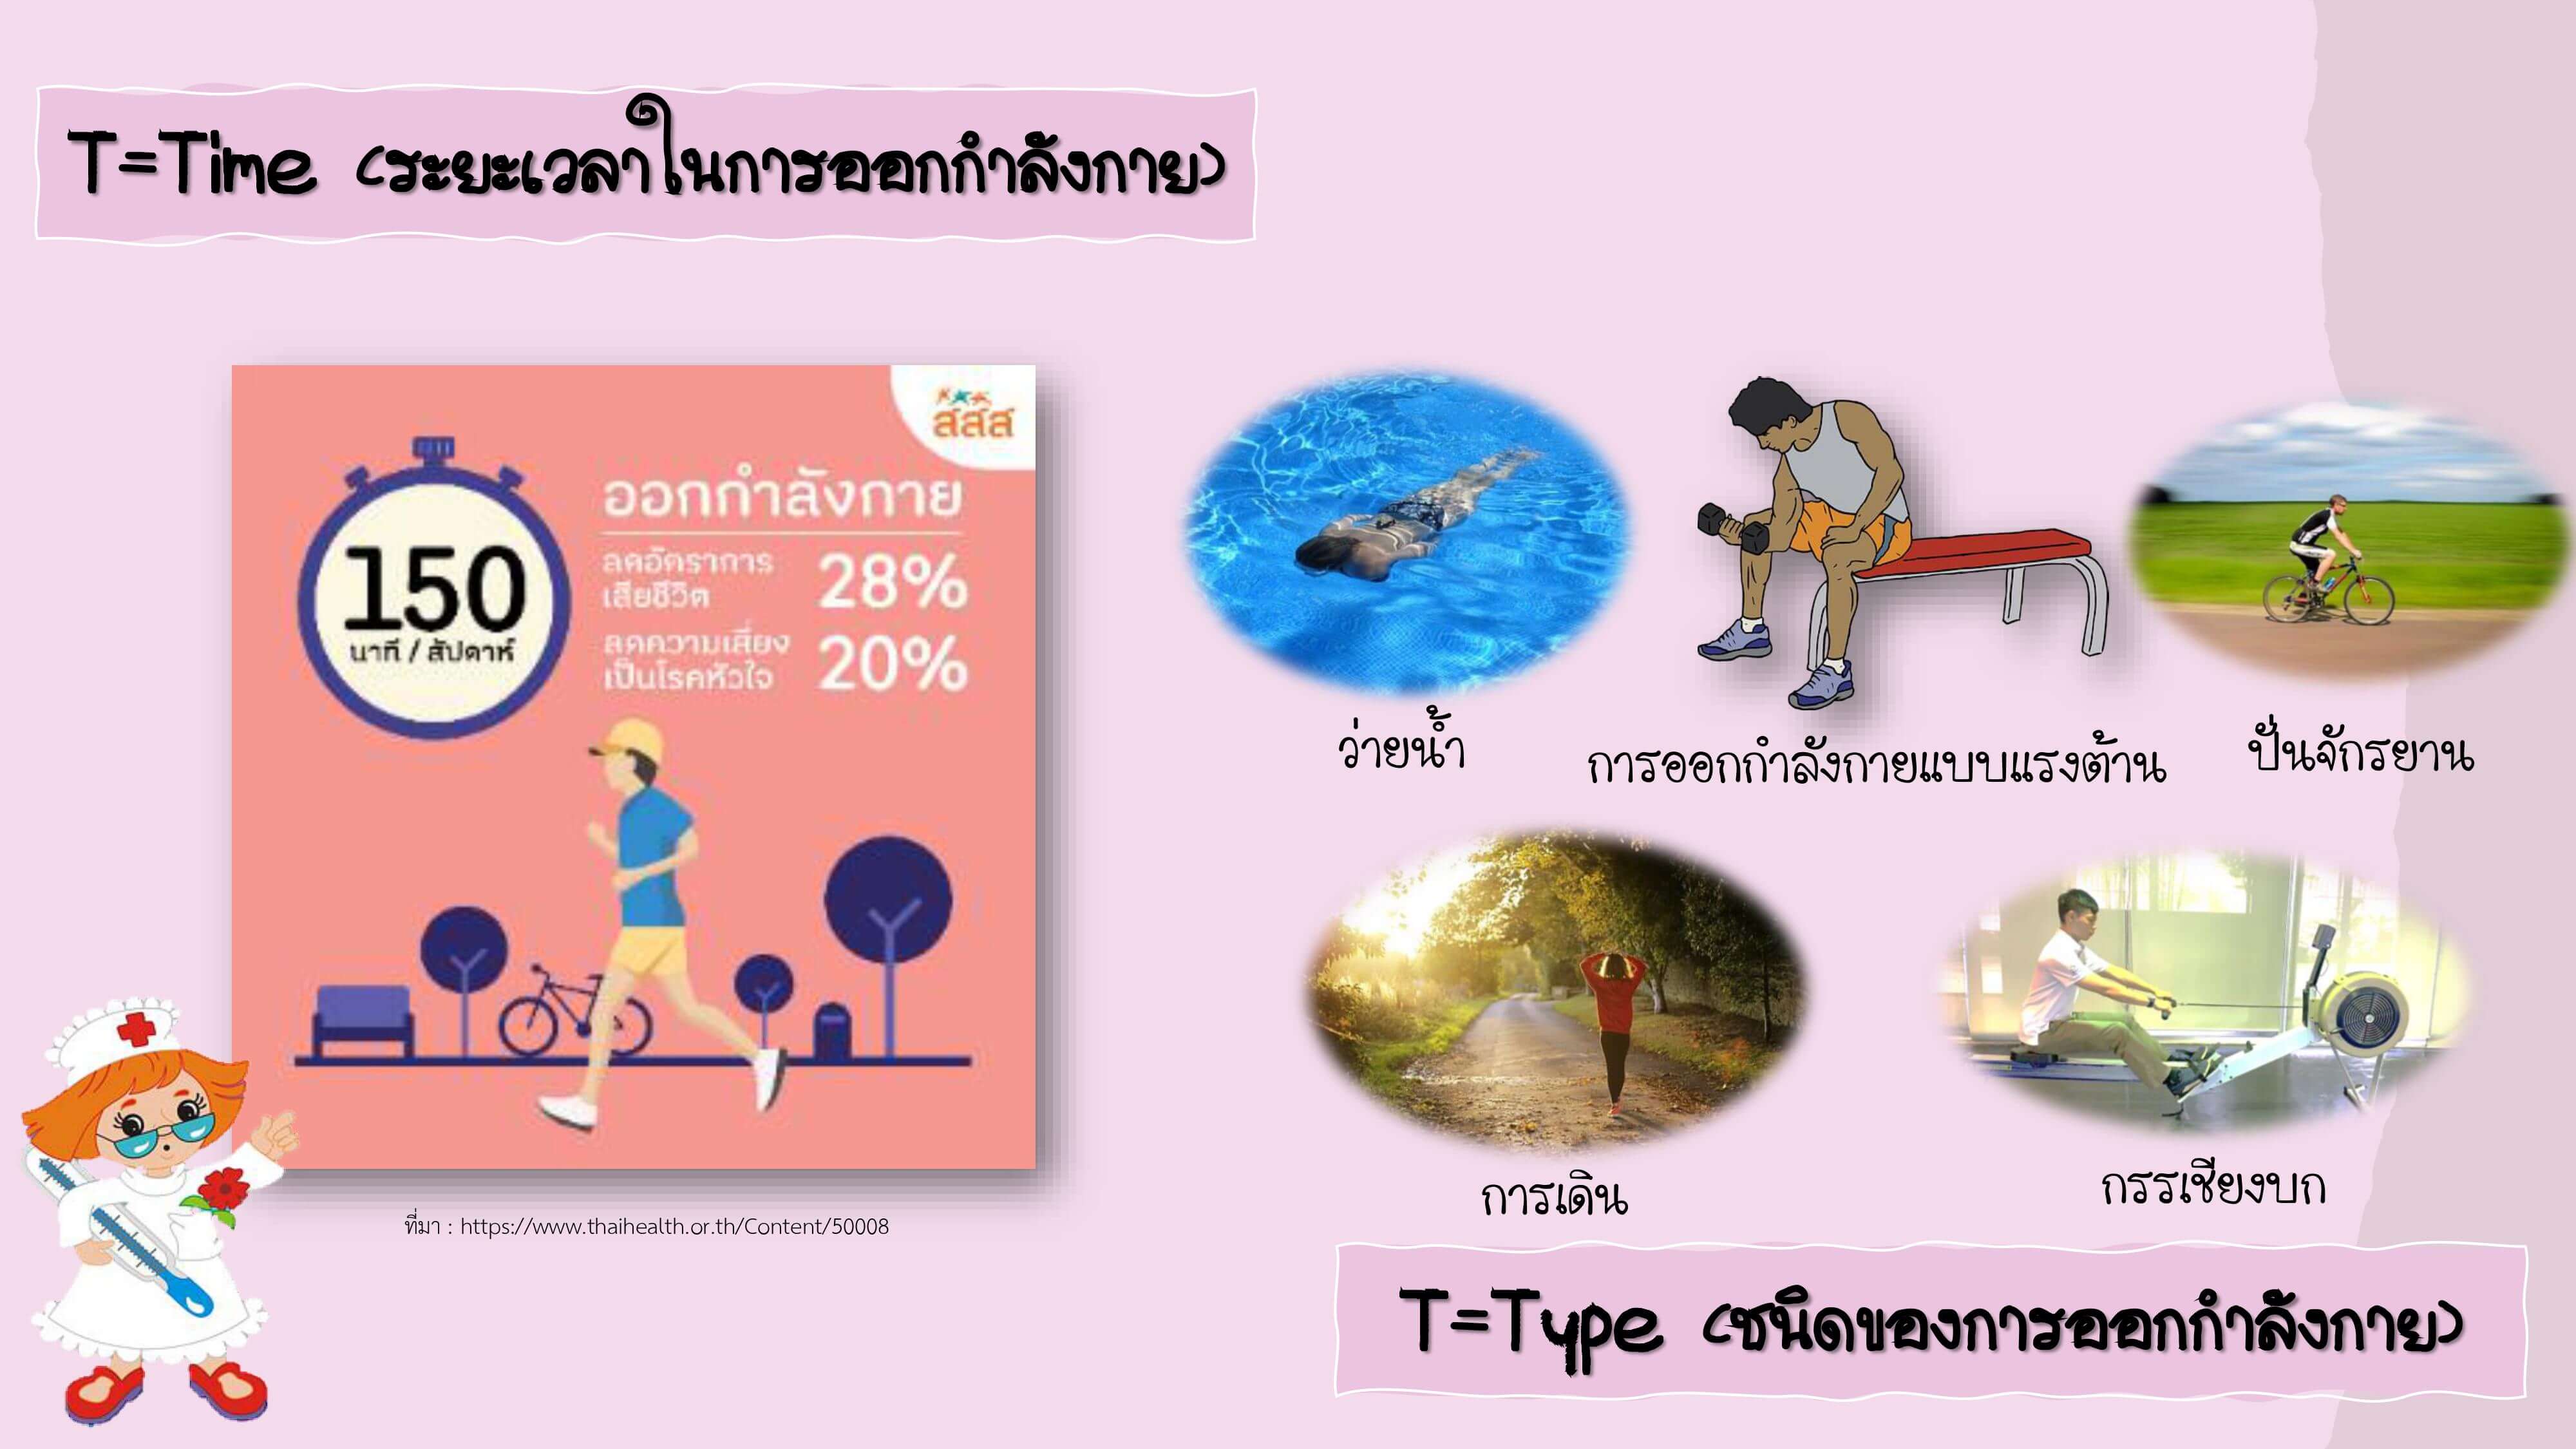 T=Time (ระยะเวลาในการออกกำลังกาย)
สสส
ออกกำลังกาย
150
นาที / สัปดาห์
ลดอัตราการ
เสียชีวิต
28%
ลดความเสี่ยง
เป็นโรคหัวใจ
20%
ที่มา : https://www.thaihealth.or.th/Content/50008
ว่ายน้ำ
การออกกำลังกายแบบแรงต้าน
ปั่นจักรยาน
การเดิน
กรรเชียงบก
T=Type (ชนิดของการออกกำลังกาย)